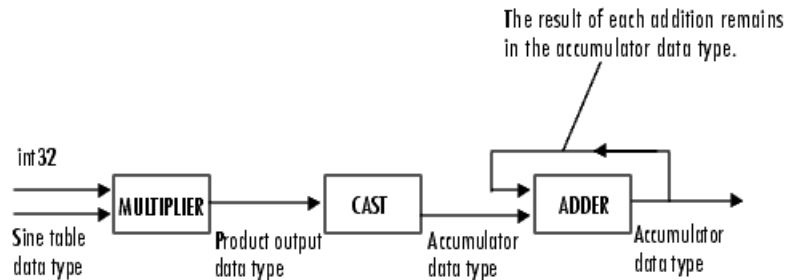 The result of each addition remains
in the accumulator data type.
int32
MULTIPLIER
CAST
ADDER
Sine table
data type
Product output
data type
Accumulator
data type
Accumulator
data type